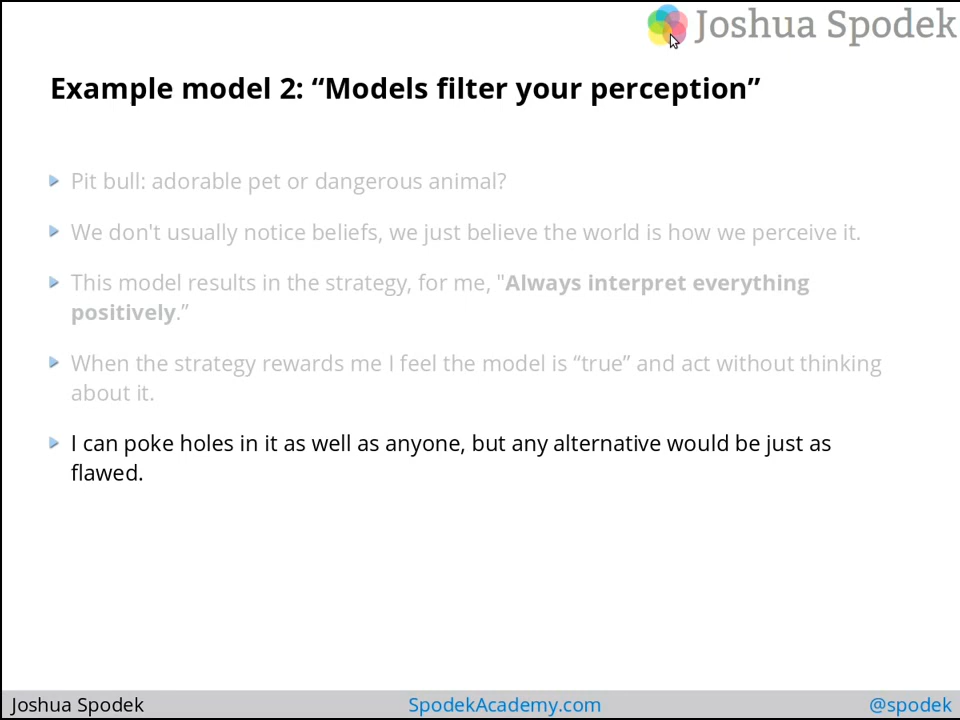 Joshua Spodek
Example model 2: “Models filter your perception”
Pit bull: adorable pet or dangerous animal?
We don't usually notice beliefs, we just believe the world is how we perceive it.
This model results in the strategy, for me, "Always interpret everything
positively.”
When the strategy rewards me I feel the model is “true” and act without thinking
about it.
I can poke holes in it as well as anyone, but any alternative would be just as
flawed.
Joshua Spodek SpodekAcademy.com @spodek